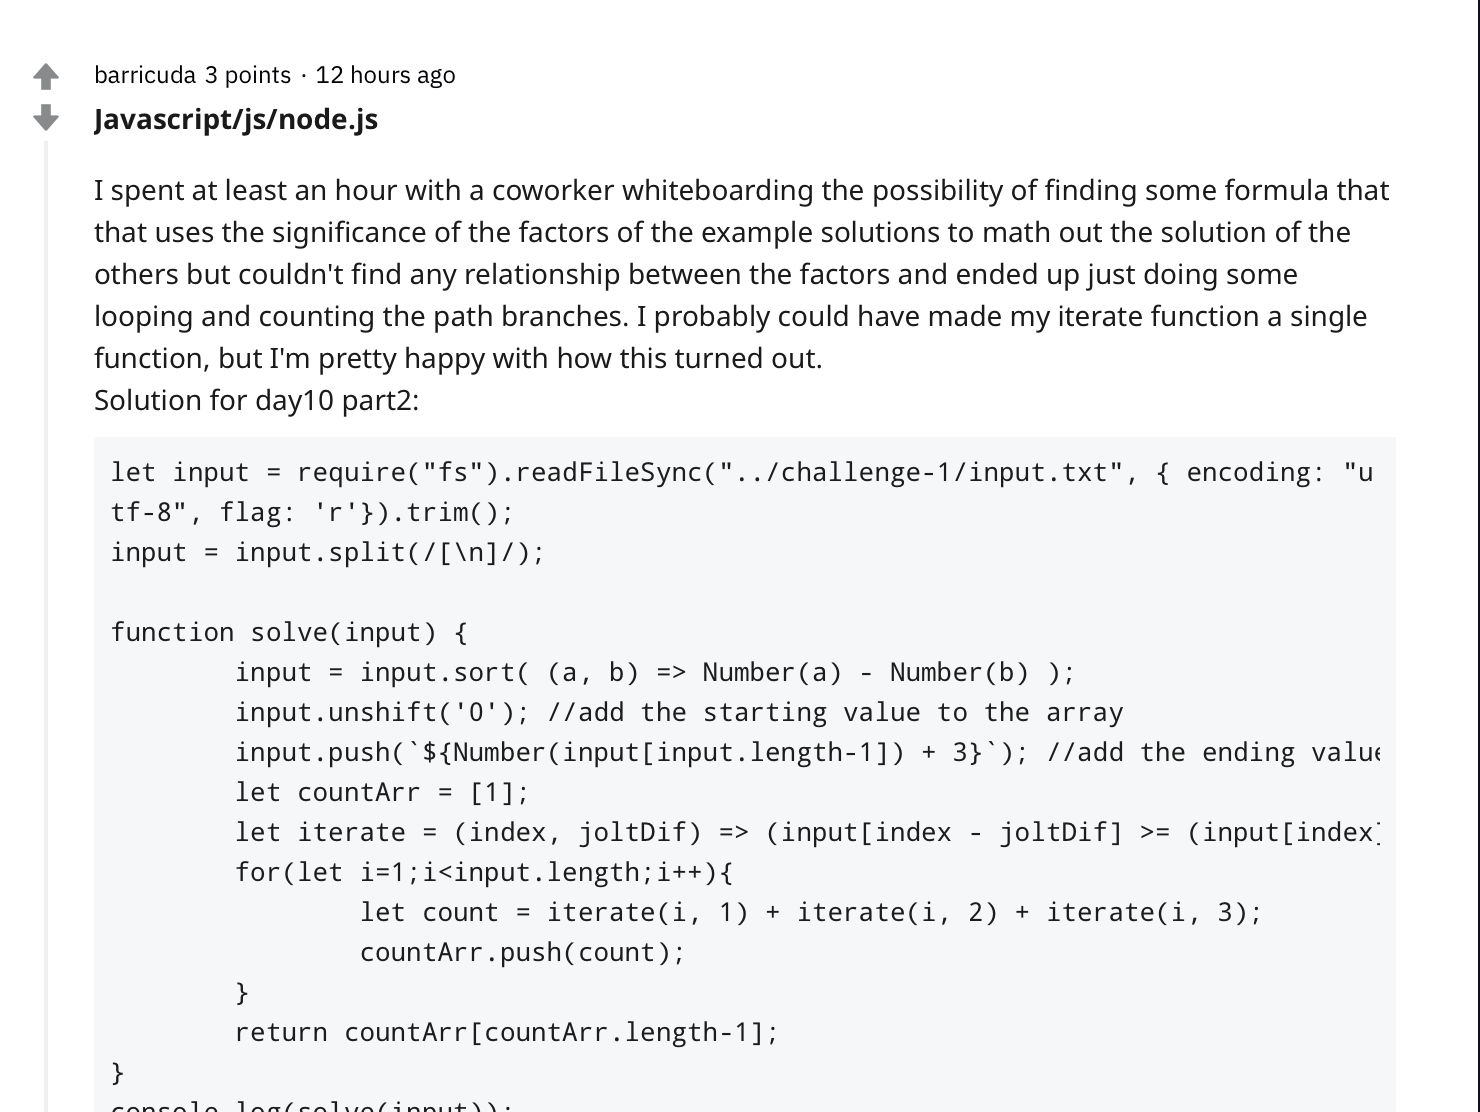 barricuda 3 points · 12 hours ago
Javascript/js/node.js
I spent at least an hour with a coworker whiteboarding the possibility of finding some formula that
that uses the significance of the factors of the example solutions to math out the solution of the
others but couldn't find any relationship between the factors and ended up just doing some
looping and counting the path branches. I probably could have made my iterate function a single
function, but I'm pretty happy with how this turned out.
Solution for day10 part2:
let input = require("fs").readFileSync("../challenge-1/input.txt", { encoding: "u
tf-8", flag: 'r'}).trim();
input = input.split(/[\n]/);
function solve(input) {
        input = input.sort( (a, b) => Number(a) - Number(b) );
        input.unshift('0'); //add the starting value to the array
        input.push(`${Number(input[input.length-1]) + 3}`); //add the ending value
        let countArr = [1];
        let iterate = (index, joltDif) => (input[index - joltDif] >= (input[index]
        for(let i=1;i<input.length;i++){
                let count = iterate(i, 1) + iterate(i, 2) + iterate(i, 3);
                countArr.push(count);
        }
        return countArr[countArr.length-1];
}
console.log(solve(input));